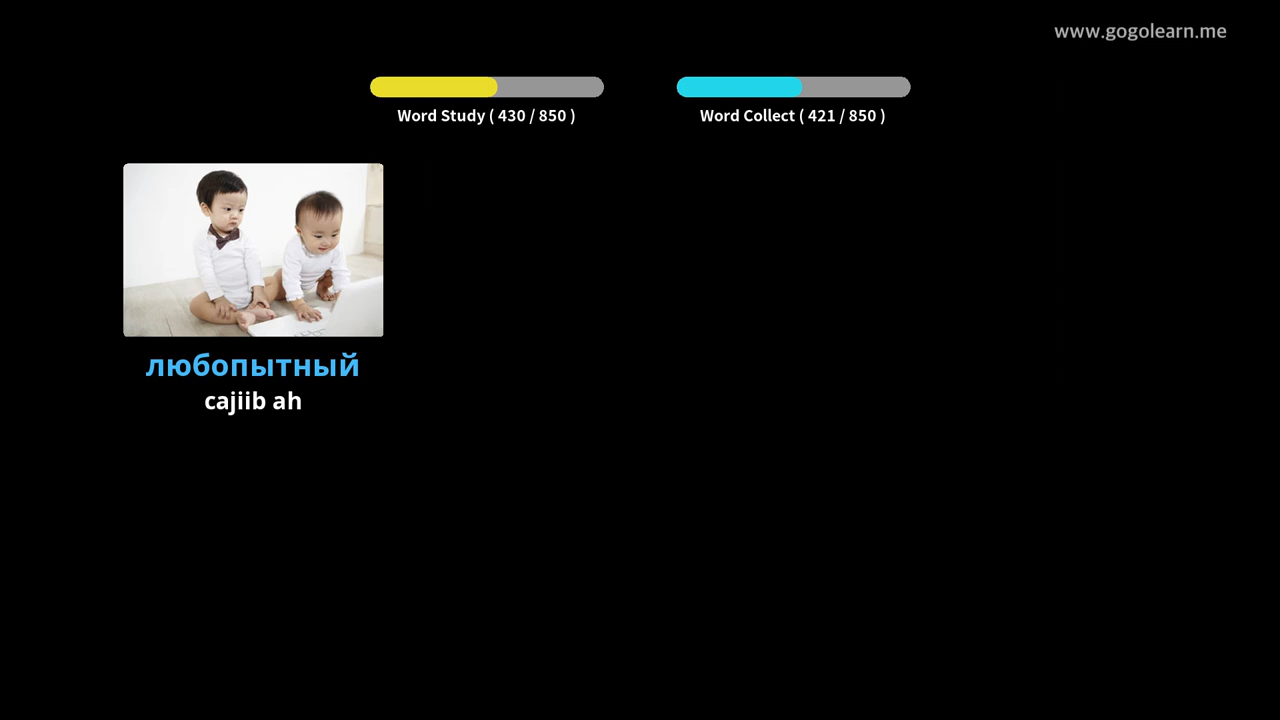 www.gogolearn.me
Word Study ( 430 / 850 )
Word Collect ( 421 / 850 )
любопытный
cajiib ah